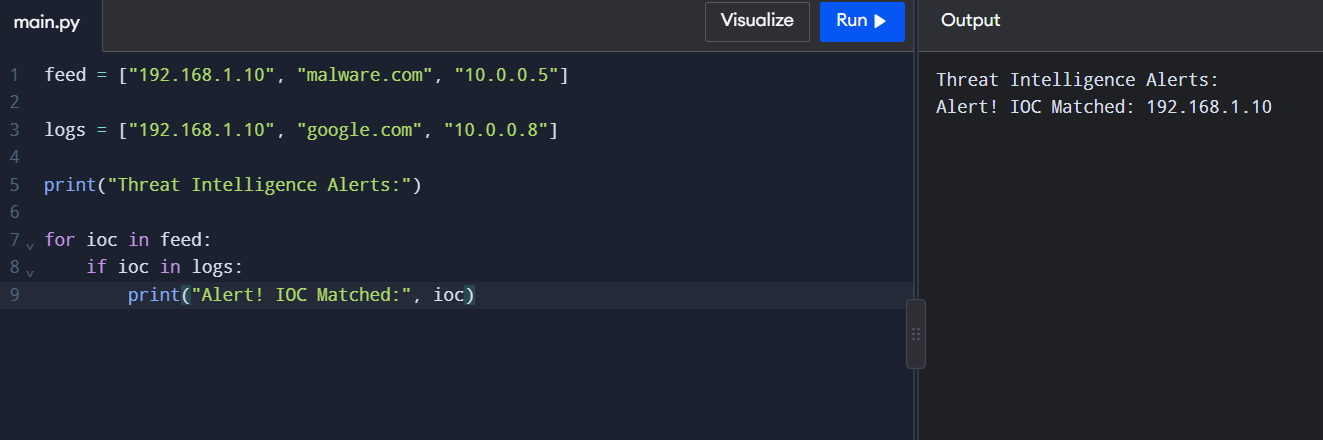 main.py
Visualize
Run
Output
1 feed = ["192.168.1.10", "malware.com", "10.0.0.5"]
2
3 logs = ["192.168.1.10", "google.com", "10.0.0.8"]
4
5 print("Threat Intelligence Alerts:")
6
7 for ioc in feed:
8     if ioc in logs:
9         print("Alert! IOC Matched:", ioc)
Threat Intelligence Alerts:
Alert! IOC Matched: 192.168.1.10